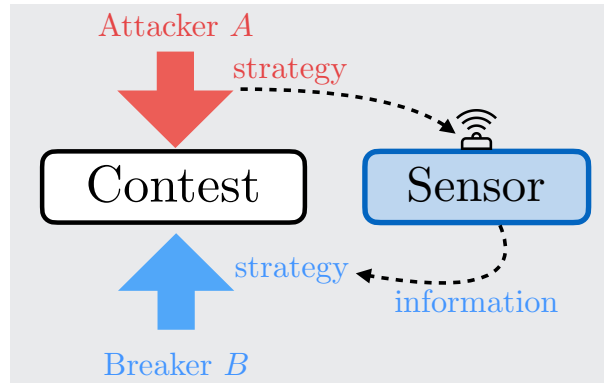 Attacker A
strategy
Contest
Sensor
strategy
information
Breaker B